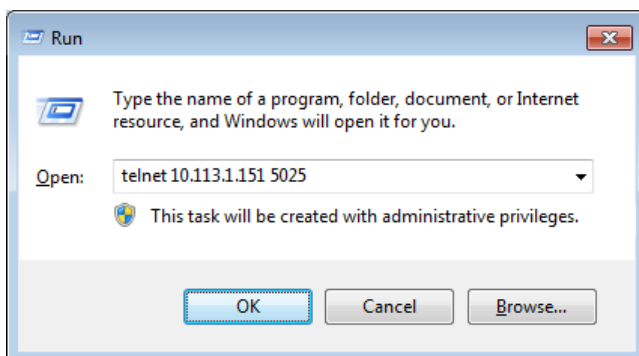 Run
Type the name of a program, folder, document, or Internet
resource, and Windows will open it for you.
Open:
telnet 10.113.1.151 5025
This task will be created with administrative privileges.
OK
Cancel
Browse...